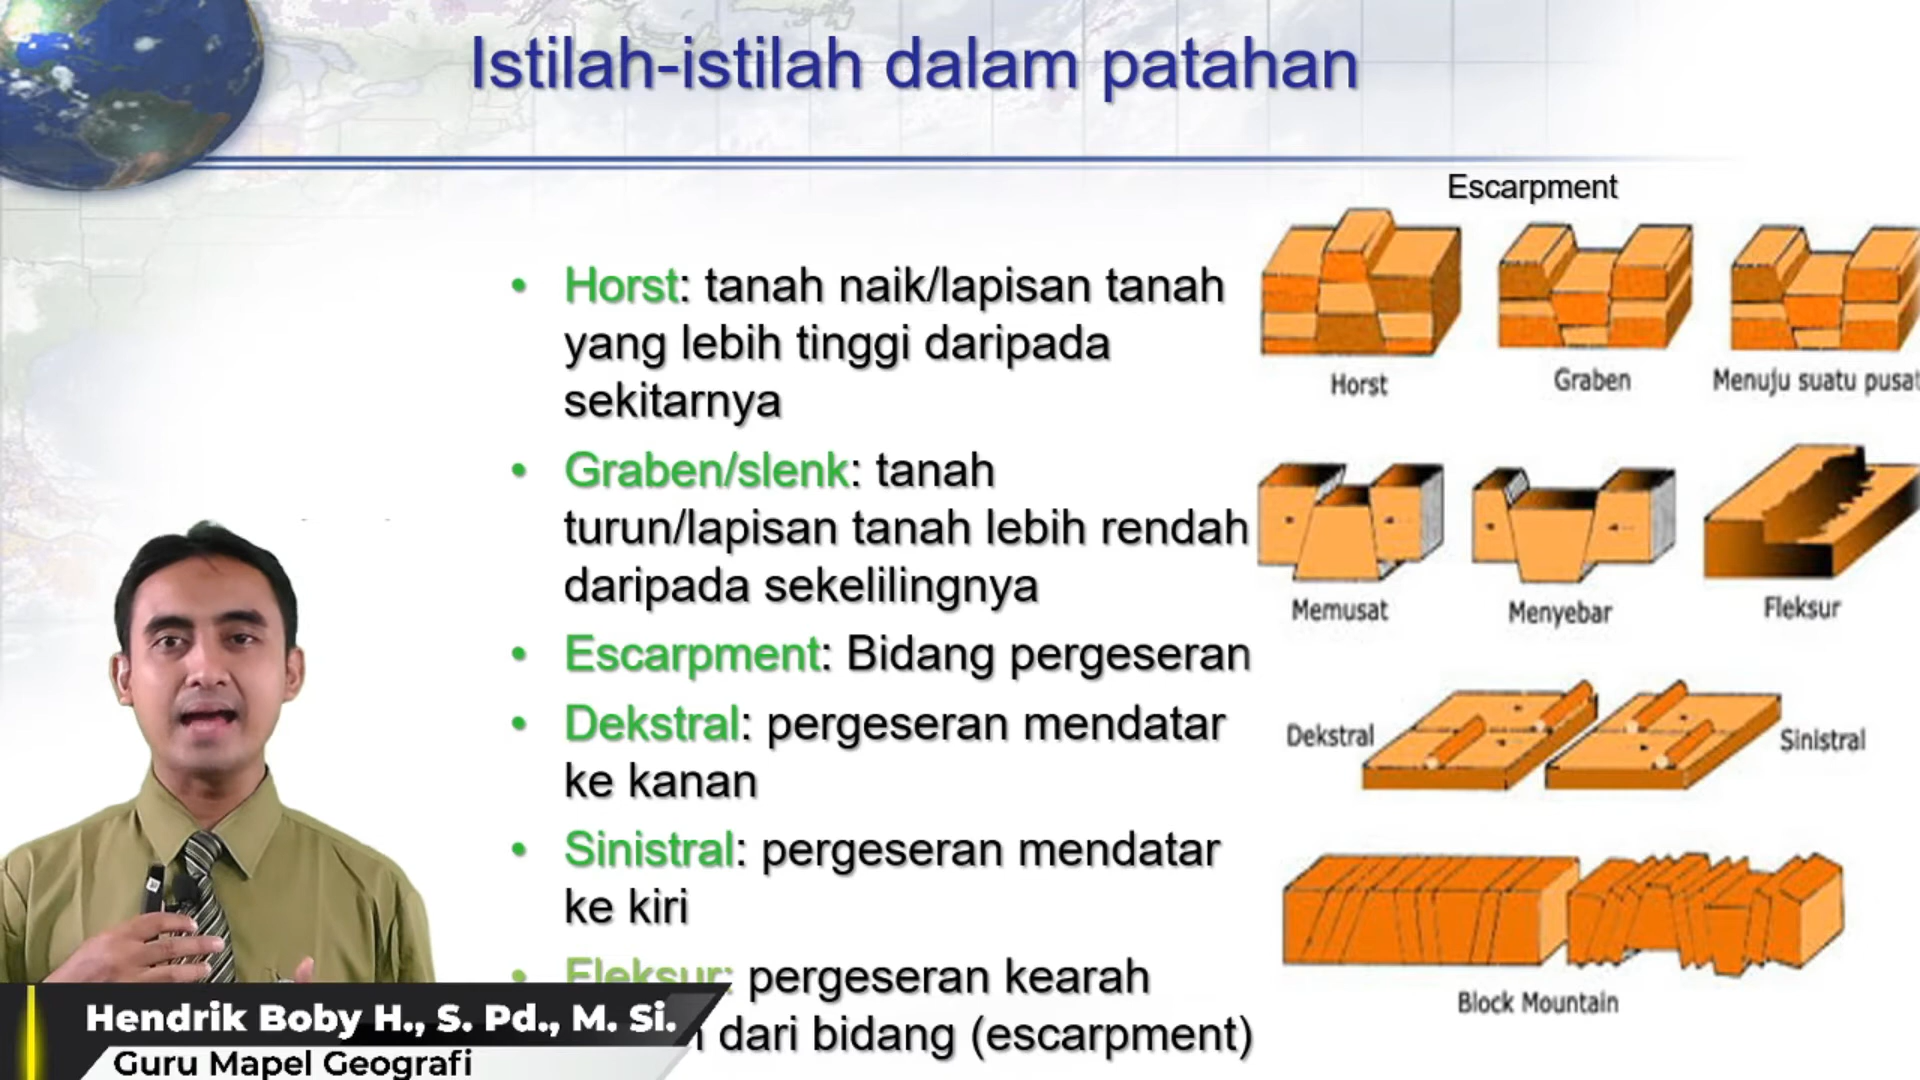 Istilah-istilah dalam patahan
• Horst: tanah naik/lapisan tanah
yang lebih tinggi daripada
sekitarnya
• Graben/slenk: tanah
turun/lapisan tanah lebih rendah
daripada sekelilingnya
• Escarpment: Bidang pergeseran
• Dekstral: pergeseran mendatar
ke kanan
• Sinistral: pergeseran mendatar
ke kiri
• Fleksur: pergeseran kearah
dari bidang (escarpment)
Escarpment
Horst
Graben
Menuju suatu pusat
Memusat
Menyebar
Fleksur
Dekstral
Sinistral
Block Mountain
Hendrik Boby H., S. Pd., M. Si.
Guru Mapel Geografi